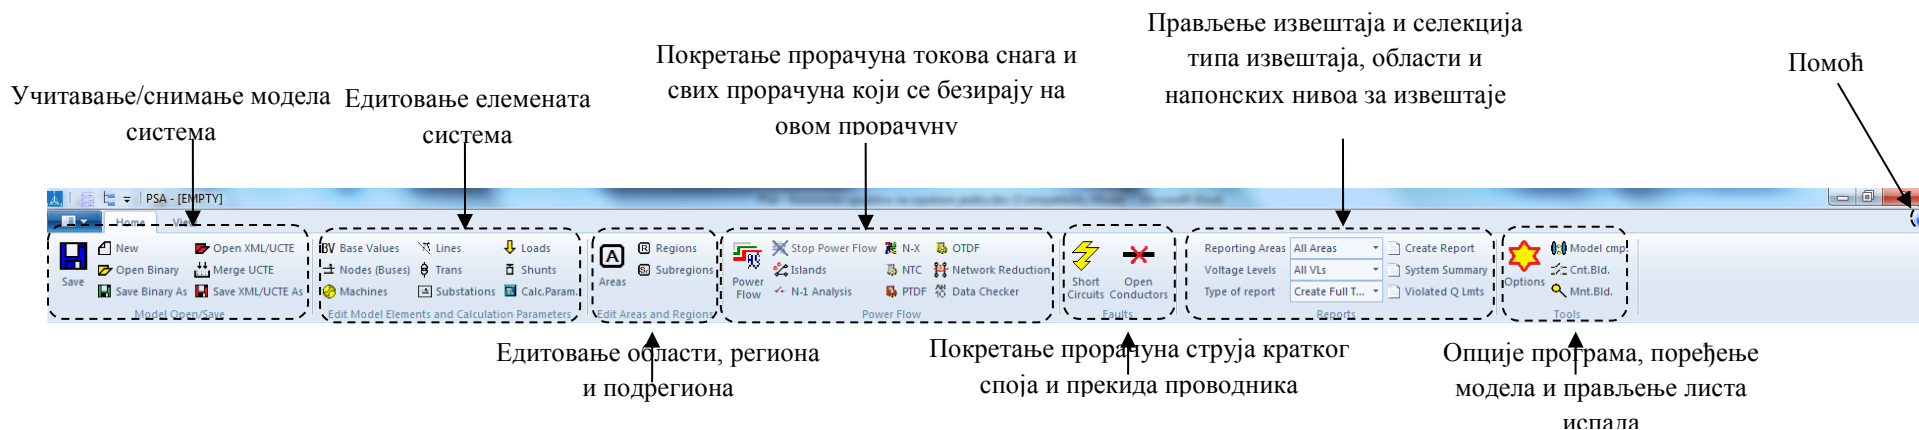 Прављење извештаја и селекција
типа извештаја, области и
напонских нивоа за извештаје
Покретање прорачуна токова снага и
свих прорачуна који се безирају на
овом прорачуну
Помоћ
Учитавање/снимање модела
система
Едитовање елемената
система
PSA - [EMPTY]
Home View
Save
New
Open Binary
Save Binary As
Open XML/UCTE
Merge UCTE
Save XML/UCTE As
Model Open/Save
BV Base Values
Nodes (Buses)
Machines
Lines
Trans
Substations
Loads
Shunts
Calc.Param.
Edit Model Elements and Calculation Parameters
A
Areas
R Regions
Subregions
Edit Areas and Regions
Power
Flow
Stop Power Flow
Islands
N-1 Analysis
N-X
NTC
PTDF
OTDF
Network Reduction
Data Checker
Power Flow
Short
Circuits
Open
Conductors
Faults
Reporting Areas All Areas
Voltage Levels All VLs
Type of report Create Full T...
Create Report
System Summary
Violated Q Lmts
Reports
Options
Model cmp
Cnt.Bld.
Mnt.Bld.
Tools
Едитовање области, региона
и подрегиона
Покретање прорачуна струја кратког
споја и прекида проводника
Опције програма, поређење
модела и прављење листа
испада